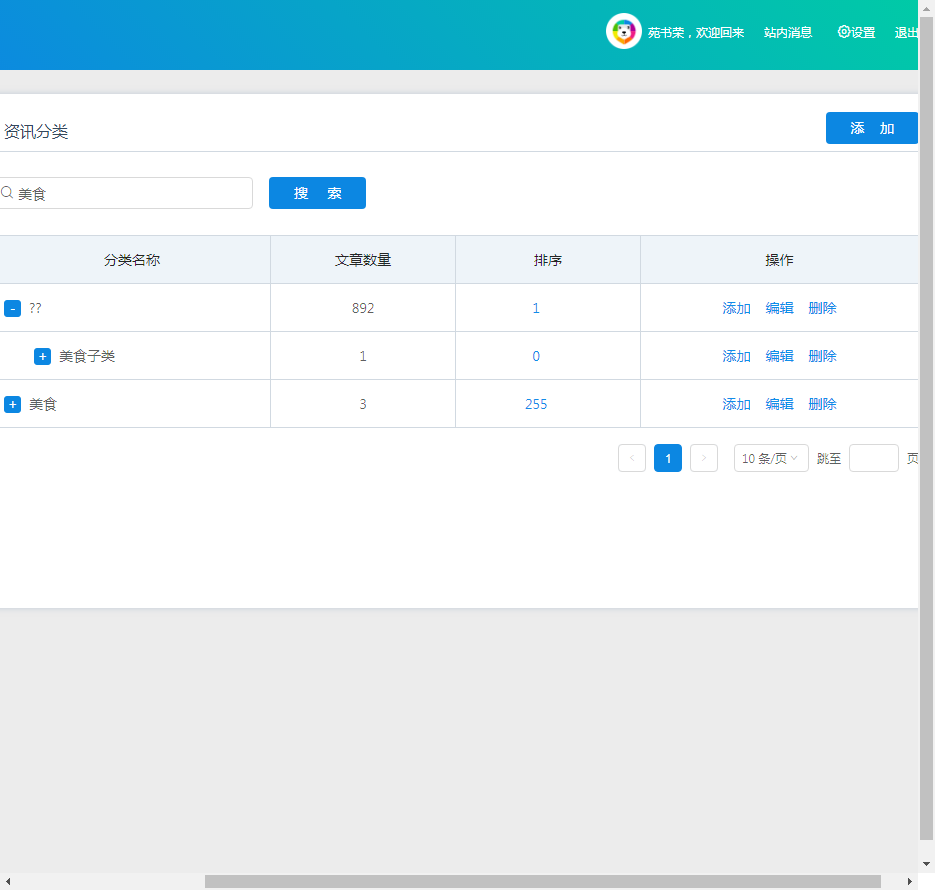 苑书荣，欢迎回来 站内消息 设置 退出
资讯分类 添 加
美食 搜 索
分类名称 文章数量 排序 操作
- ?? 892 1 添加 编辑 删除
+ 美食子类 1 0 添加 编辑 删除
+ 美食 3 255 添加 编辑 删除
< 1 > 10 条/页 跳至 页